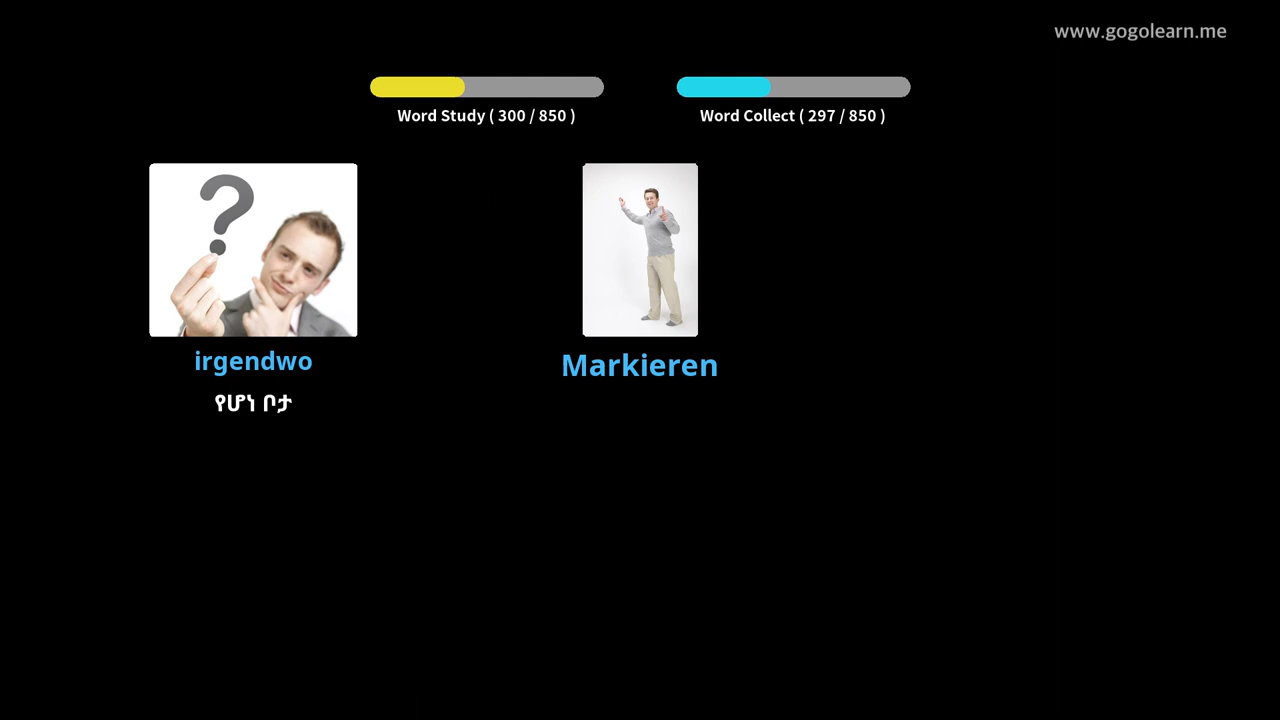 www.gogolearn.me
Word Study ( 300 / 850 )
Word Collect ( 297 / 850 )
irgendwo
የሆነ ቦታ
Markieren